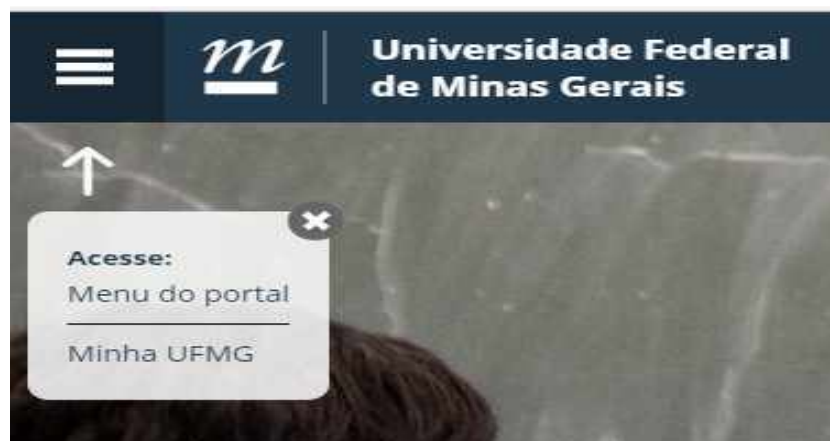 m
Universidade Federal
de Minas Gerais
Acesse:
Menu do portal
Minha UFMG